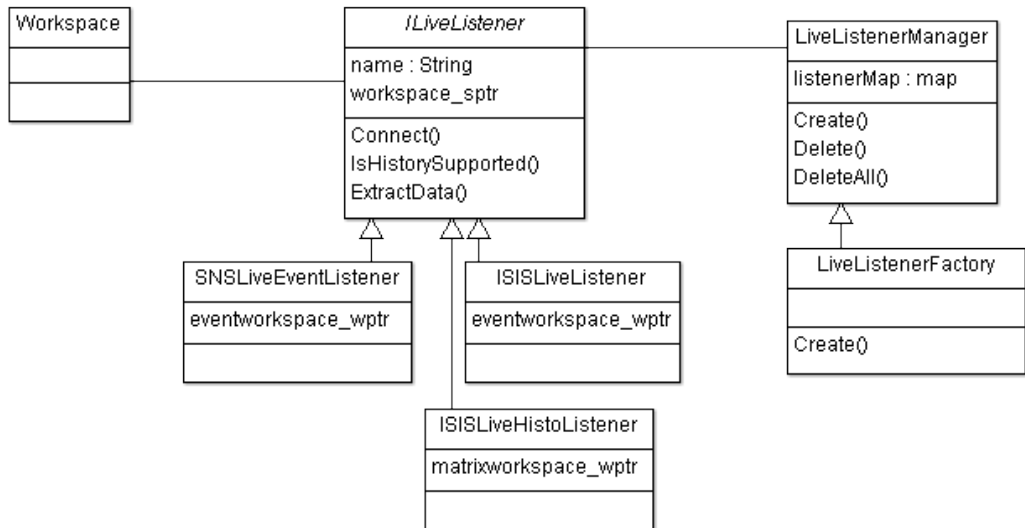 Workspace
ILiveListener
name : String
workspace_sptr
Connect()
IsHistorySupported()
ExtractData()
LiveListenerManager
listenerMap : map
Create()
Delete()
DeleteAll()
SNSLiveEventListener
eventworkspace_wptr
ISISLiveListener
eventworkspace_wptr
LiveListenerFactory
Create()
ISISLiveHistoListener
matrixworkspace_wptr